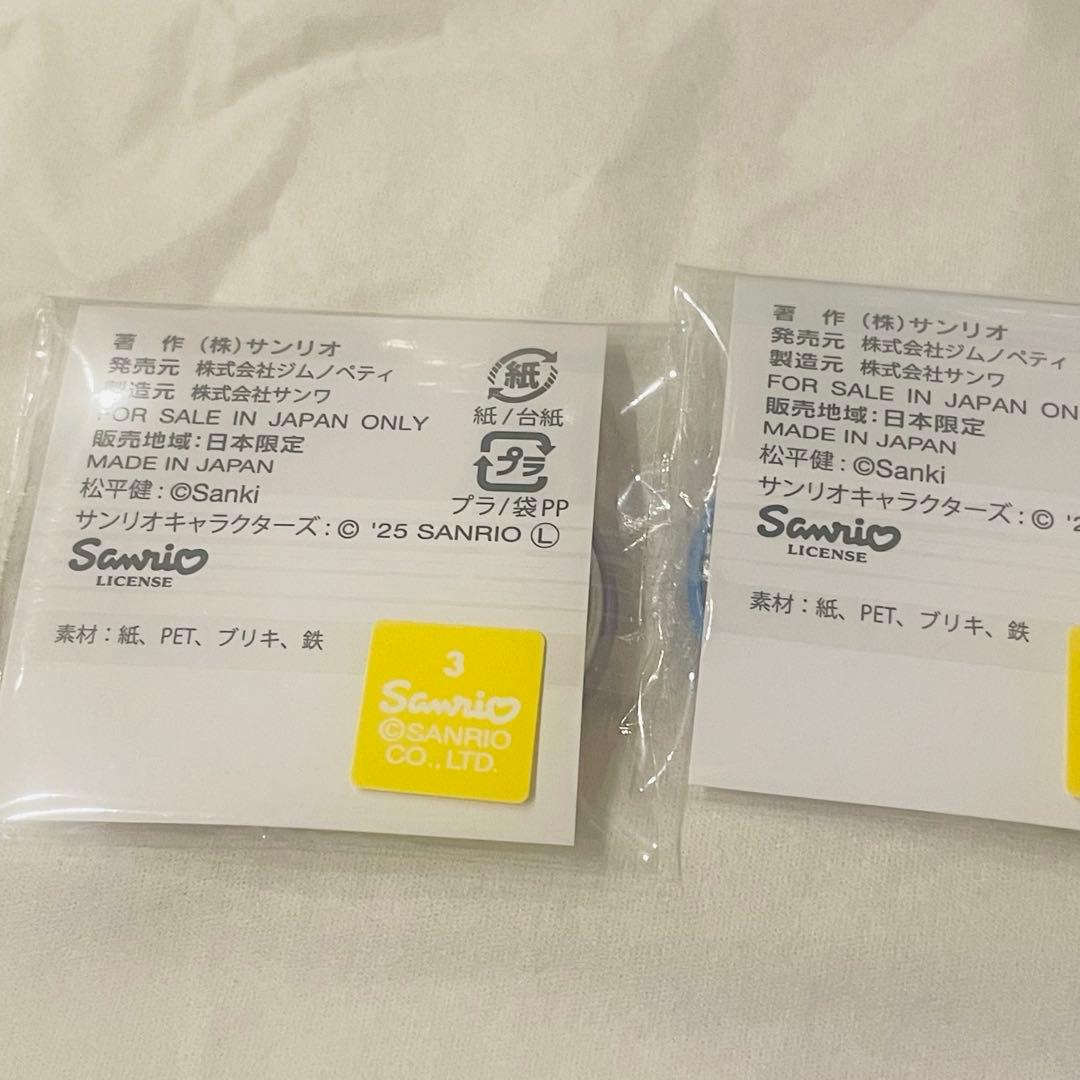 著 作 (株)サンリオ
発売元 株式会社ジムノペティ
製造元 株式会社サンワ
FOR SALE IN JAPAN ONLY
販売地域:日本限定
MADE IN JAPAN
松平健:©Sanki
サンリオキャラクターズ:© '25 SANRIO Ⓛ
Sanrio
LICENSE
紙
紙/台紙
プラ
プラ/袋PP
素材:紙、PET、ブリキ、鉄
3
Sanrio
©SANRIO
CO.,LTD.
著 作 (株)サンリオ
発売元 株式会社ジムノペティ
製造元 株式会社サンワ
FOR SALE IN JAPAN ON
販売地域:日本限定
MADE IN JAPAN
松平健:©Sanki
サンリオキャラクターズ:© '2
Sanrio
LICENSE
素材:紙、PET、ブリキ、鉄